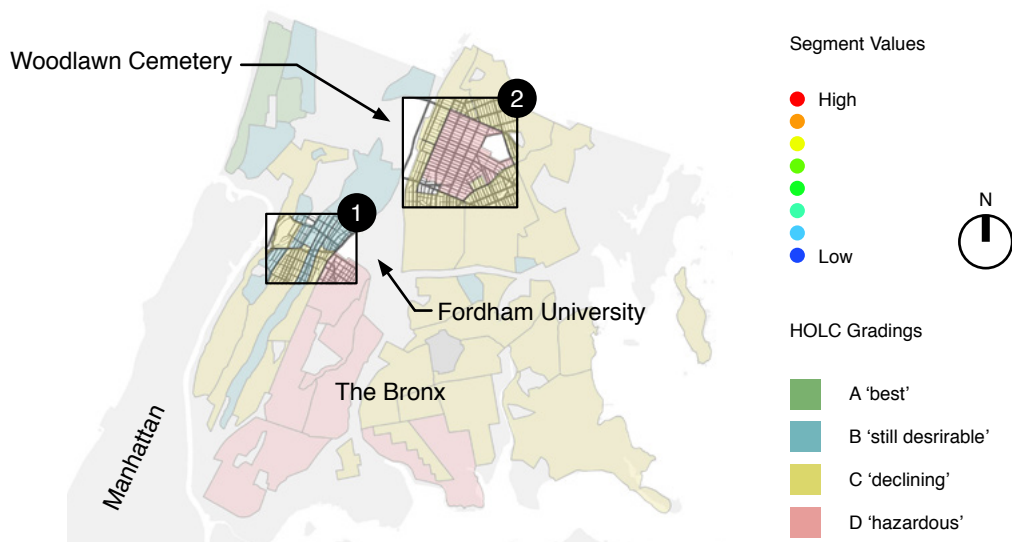 Woodlawn Cemetery
2
1
Fordham University
The Bronx
Manhattan
Segment Values
High
Low
N
HOLC Gradings
A ‘best’
B ‘still desrirable’
C ‘declining’
D ‘hazardous’